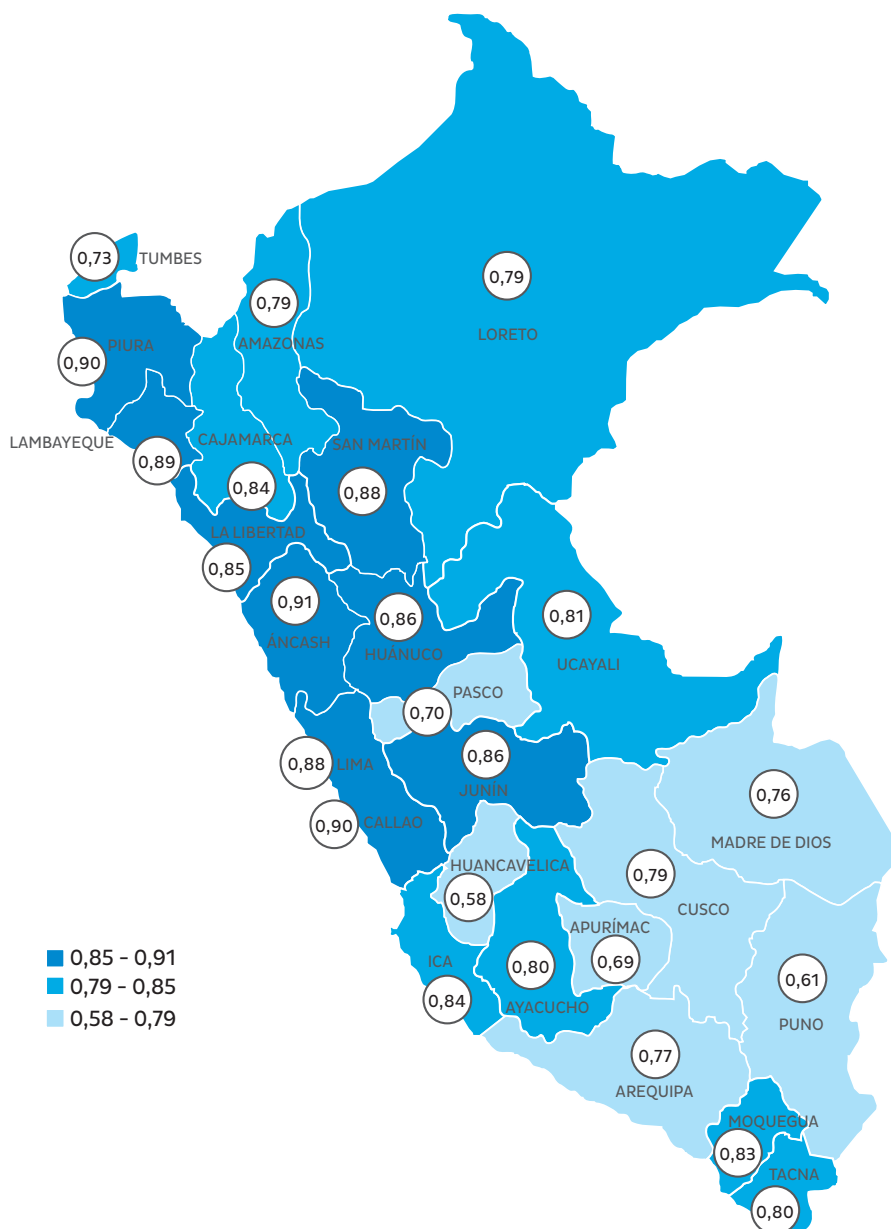 0,73
TUMBES
0,79
AMAZONAS
0,79
LORETO
PIURA
0,90
LAMBAYEQUE
0,89
CAJAMARCA
0,84
SAN MARTÍN
0,88
LA LIBERTAD
0,85
0,91
ÁNCASH
0,86
HUÁNUCO
0,81
UCAYALI
PASCO
0,70
0,88
LIMA
0,86
JUNÍN
0,90
CALLAO
0,76
MADRE DE DIOS
HUANCAVELICA
0,58
0,79
CUSCO
APURÍMAC
0,69
ICA
0,84
0,80
AYACUCHO
0,61
PUNO
0,77
AREQUIPA
MOQUEGUA
0,83
TACNA
0,80
0,85 - 0,91
0,79 - 0,85
0,58 - 0,79